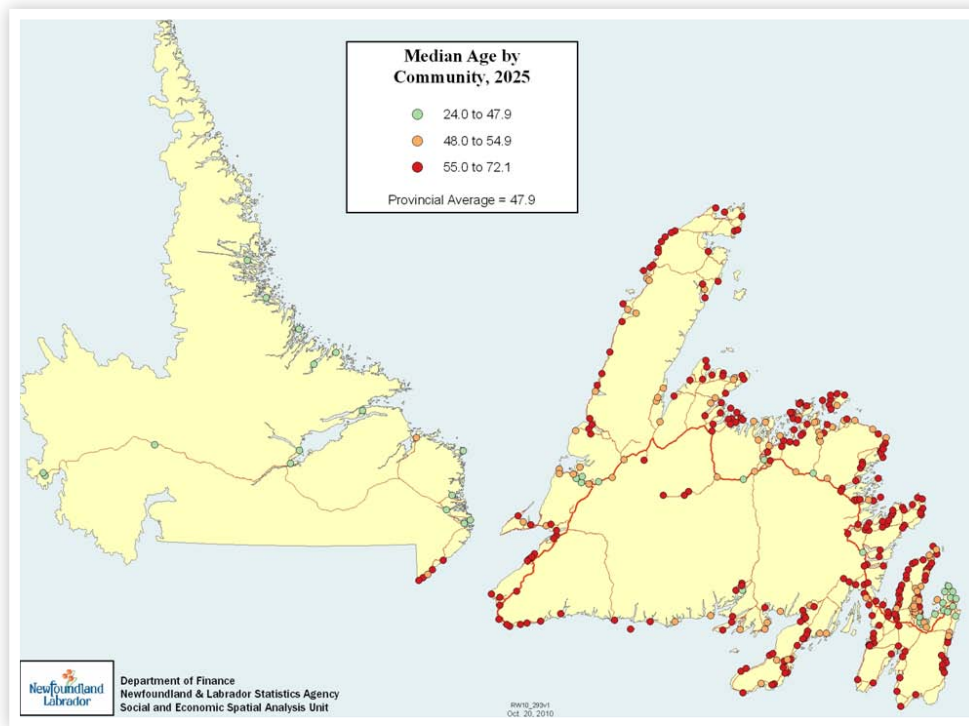 Median Age by
Community, 2025
24.0 to 47.9
48.0 to 54.9
55.0 to 72.1
Provincial Average = 47.9
Newfoundland
Labrador
Department of Finance
Newfoundland & Labrador Statistics Agency
Social and Economic Spatial Analysis Unit
RW10_293v1
Oct. 20, 2010